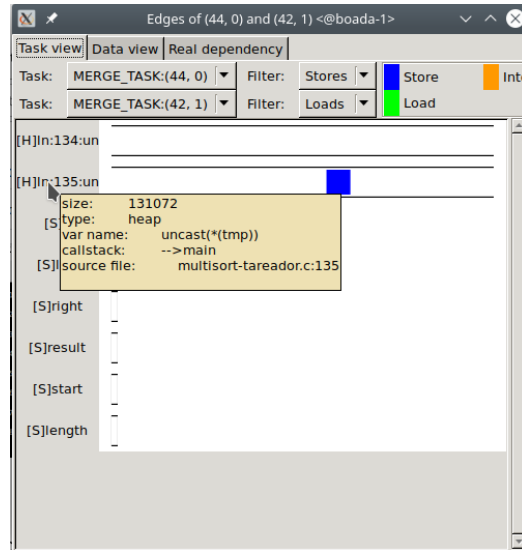 Edges of (44, 0) and (42, 1) <@boada-1>
Task view Data view Real dependency
Task: MERGE_TASK:(44, 0) Filter: Stores Store Int
Task: MERGE_TASK:(42, 1) Filter: Loads Load
[H]In:134:un
[H]In:135:un
size: 131072
[S] type: heap
var name: uncast(*(tmp))
callstack: -->main
[S]l source file: multisort-tareador.c:135
[S]right
[S]result
[S]start
[S]length